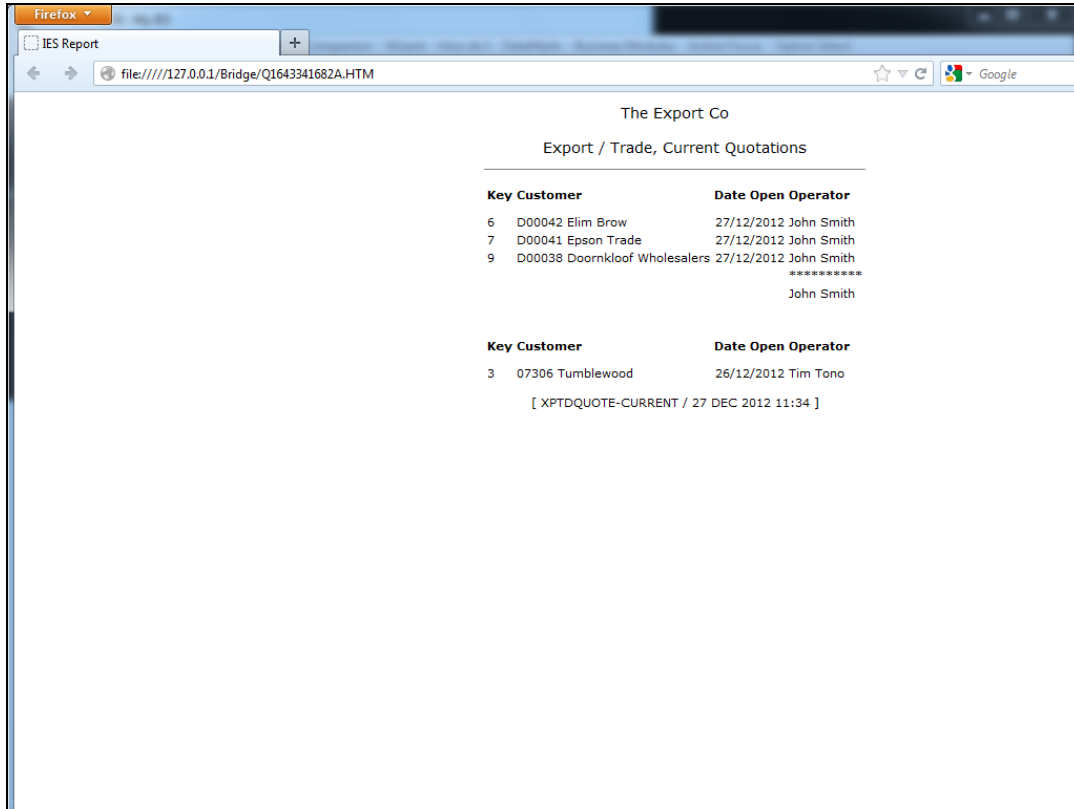 Firefox
IES Report
+
file://///127.0.0.1/Bridge/Q1643341682A.HTM
Google
The Export Co
Export / Trade, Current Quotations
Key Customer Date Open Operator
6 D00042 Elim Brow 27/12/2012 John Smith
7 D00041 Epson Trade 27/12/2012 John Smith
9 D00038 Doornkloof Wholesalers 27/12/2012 John Smith
**********
John Smith
Key Customer Date Open Operator
3 07306 Tumblewood 26/12/2012 Tim Tono
[ XPTDQUOTE-CURRENT / 27 DEC 2012 11:34 ]